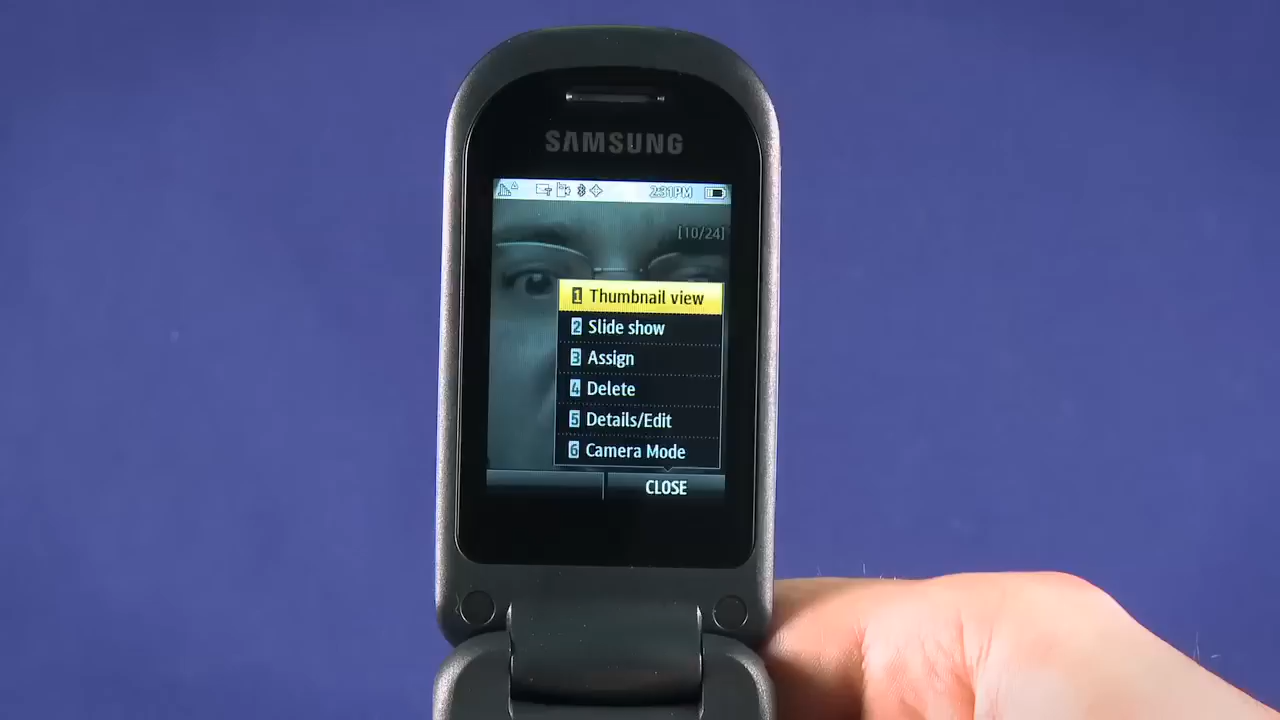 SAMSUNG
2:31PM
[10/24]
1 Thumbnail view
2 Slide show
3 Assign
4 Delete
5 Details/Edit
6 Camera Mode
CLOSE